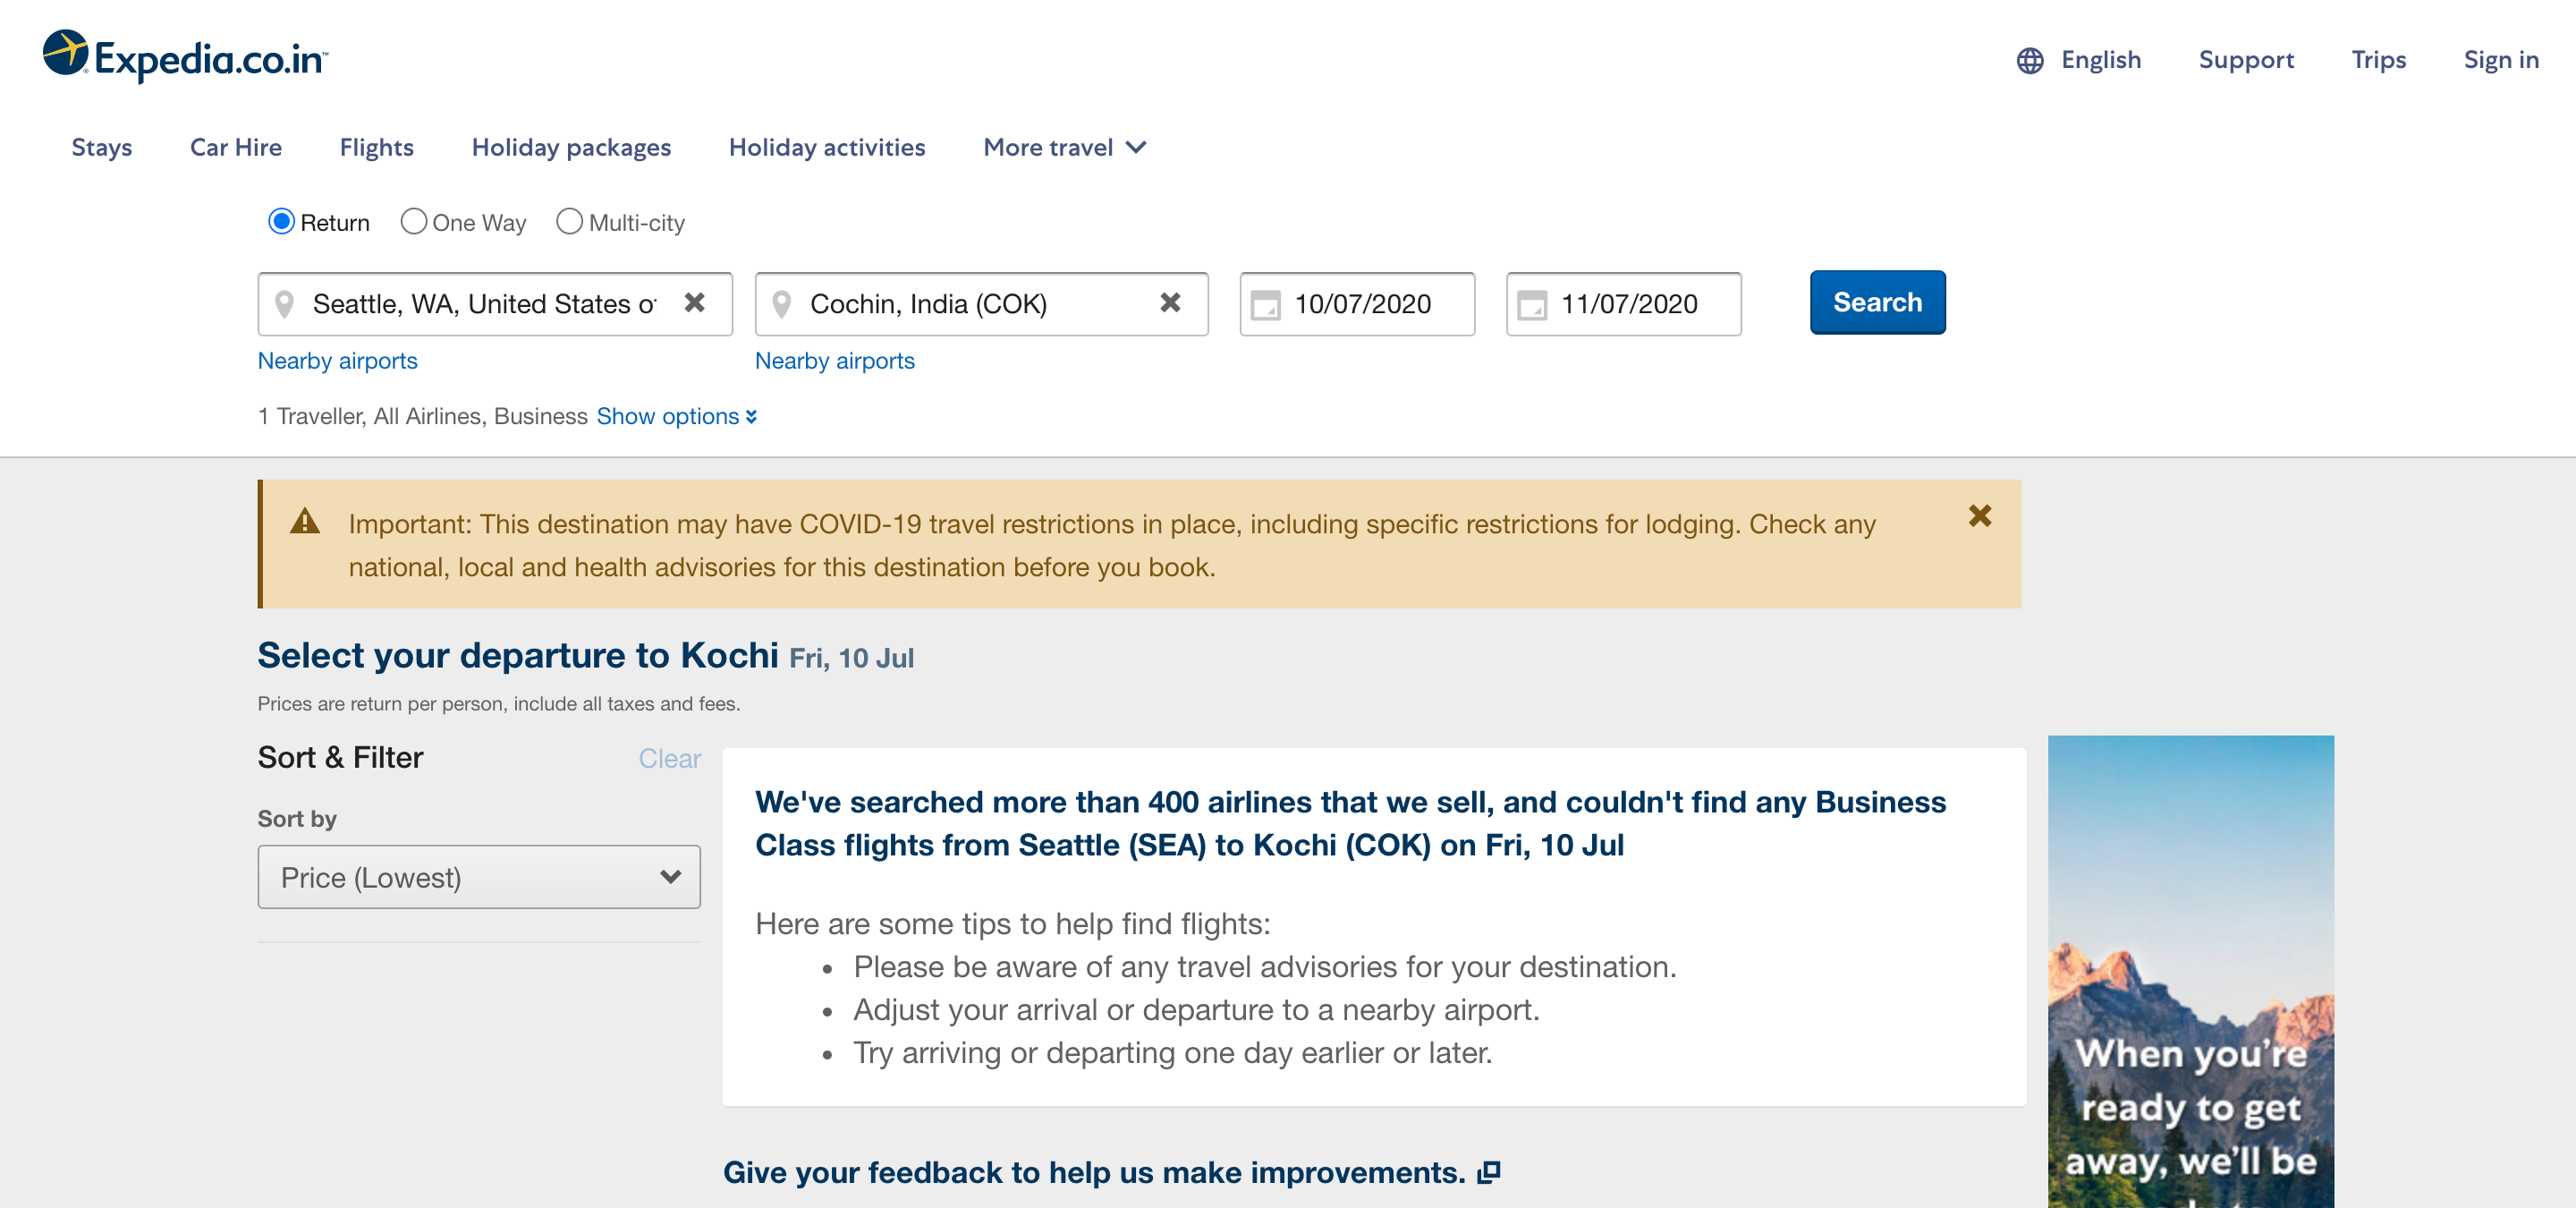 Expedia.co.in™
English Support Trips Sign in
Stays Car Hire Flights Holiday packages Holiday activities More travel
Return One Way Multi-city
Seattle, WA, United States o Cochin, India (COK) 10/07/2020 11/07/2020 Search
Nearby airports Nearby airports
1 Traveller, All Airlines, Business Show options
Important: This destination may have COVID-19 travel restrictions in place, including specific restrictions for lodging. Check any
national, local and health advisories for this destination before you book.
Select your departure to Kochi Fri, 10 Jul
Prices are return per person, include all taxes and fees.
Sort & Filter Clear
Sort by
Price (Lowest)
We've searched more than 400 airlines that we sell, and couldn't find any Business
Class flights from Seattle (SEA) to Kochi (COK) on Fri, 10 Jul
Here are some tips to help find flights:
• Please be aware of any travel advisories for your destination.
• Adjust your arrival or departure to a nearby airport.
• Try arriving or departing one day earlier or later.
Give your feedback to help us make improvements.
When you're
ready to get
away, we'll be